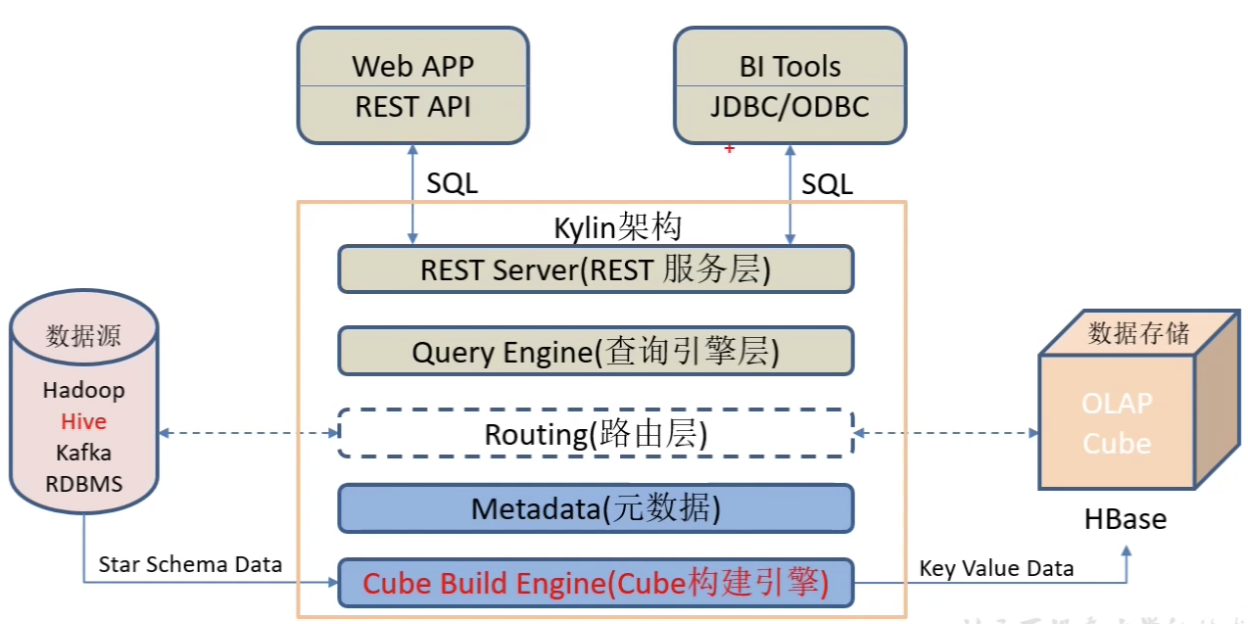 Web APP
REST API
BI Tools
JDBC/ODBC
SQL
SQL
Kylin架构
REST Server(REST 服务层)
Query Engine(查询引擎层)
Routing(路由层)
Metadata(元数据)
Cube Build Engine(Cube构建引擎)
数据源
Hadoop
Hive
Kafka
RDBMS
Star Schema Data
数据存储
OLAP
Cube
HBase
Key Value Data